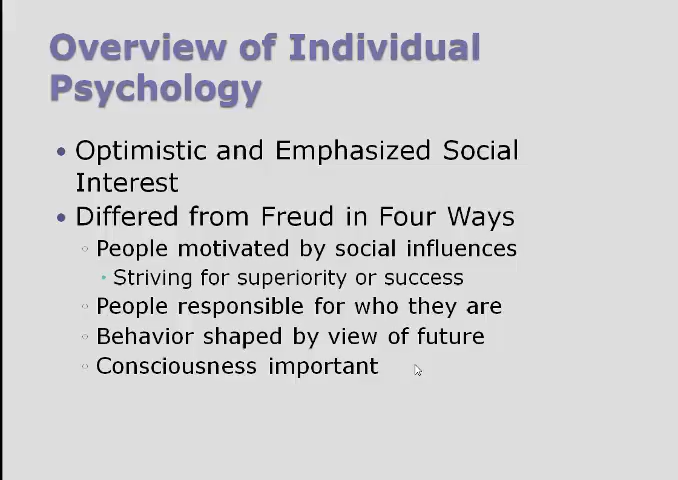 Overview of Individual
Psychology
• Optimistic and Emphasized Social
Interest
• Differed from Freud in Four Ways
◦ People motivated by social influences
• Striving for superiority or success
◦ People responsible for who they are
◦ Behavior shaped by view of future
◦ Consciousness important